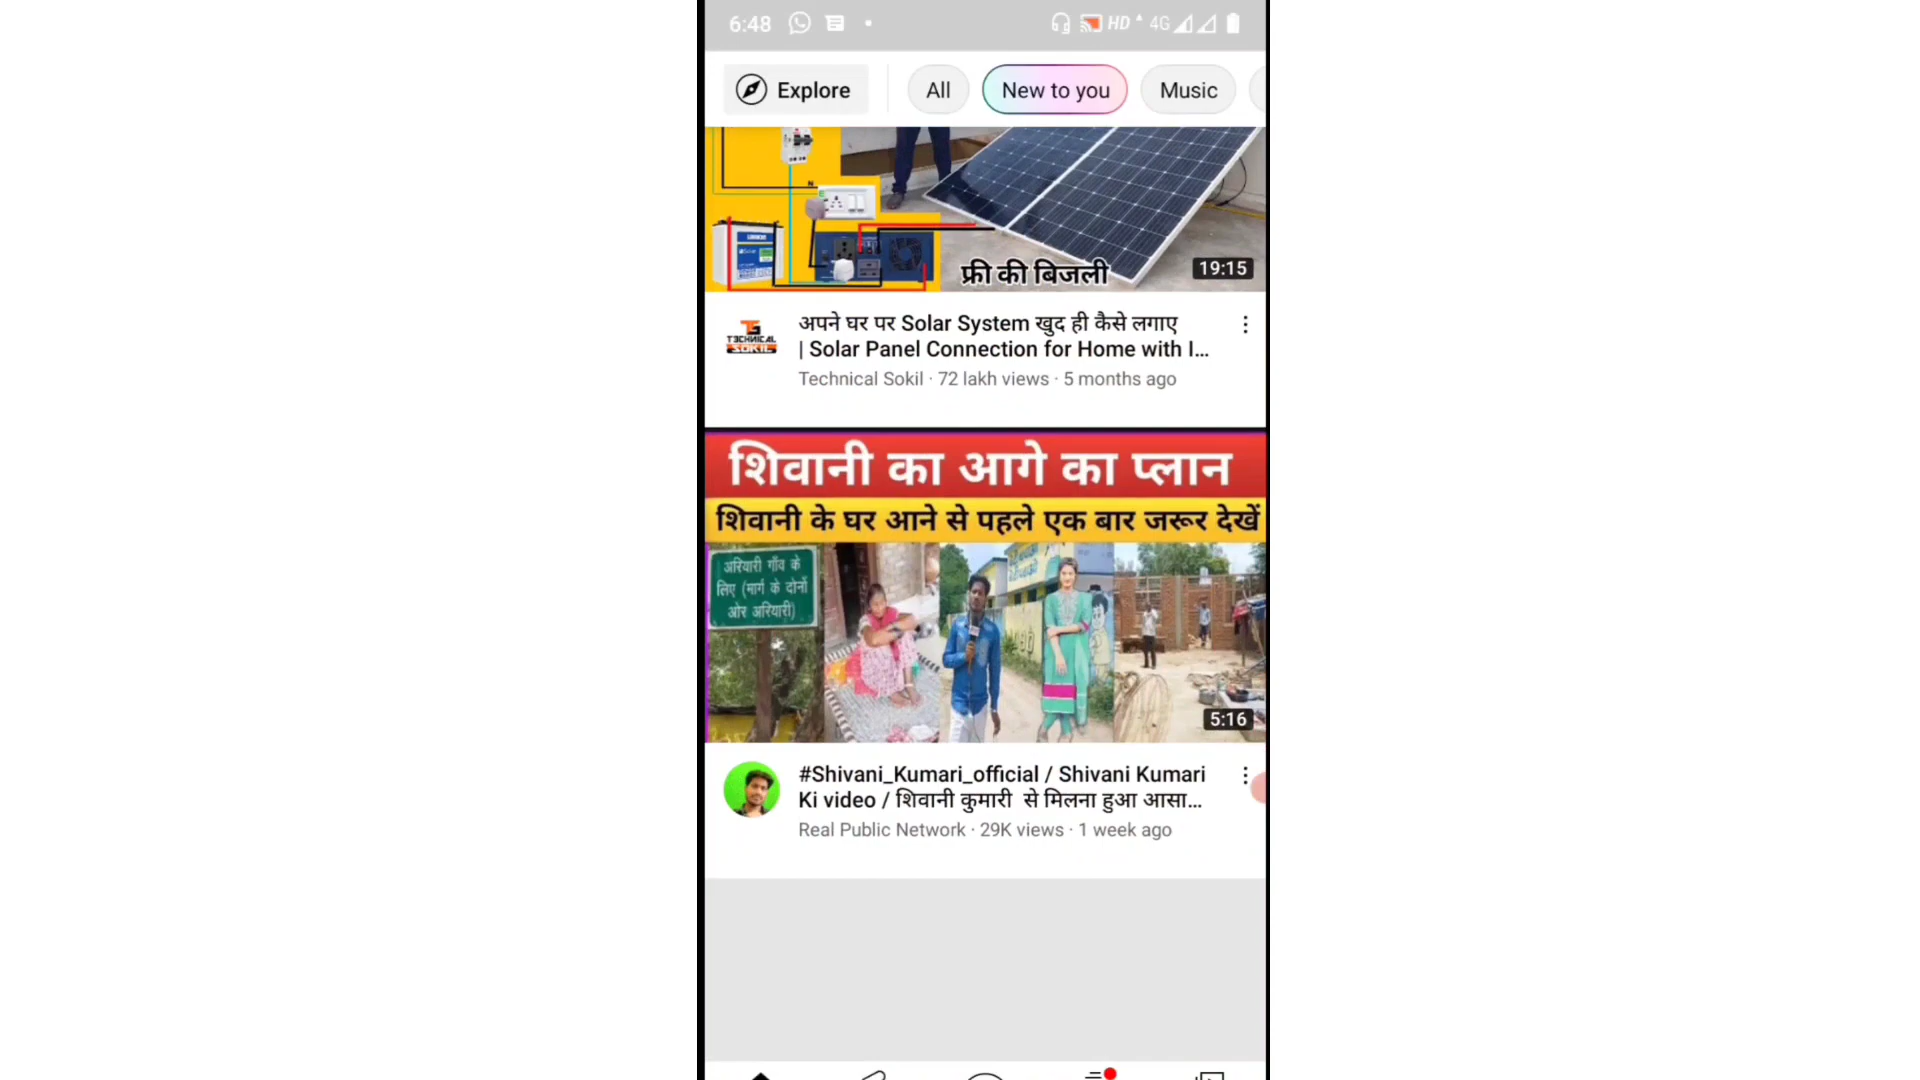 6:48 HD 4G
Explore All New to you Music
N
E
फ्री की बिजली
19:15
TECHNICAL
SOKIL
अपने घर पर Solar System खुद ही कैसे लगाए
| Solar Panel Connection for Home with I...
Technical Sokil · 72 lakh views · 5 months ago
शिवानी का आगे का प्लान
शिवानी के घर आने से पहले एक बार जरूर देखें
अरियारी गाँव के
लिए (मार्ग के दोनों
ओर अरियारी)
5:16
#Shivani_Kumari_official / Shivani Kumari
Ki video / शिवानी कुमारी से मिलना हुआ आसा...
Real Public Network · 29K views · 1 week ago